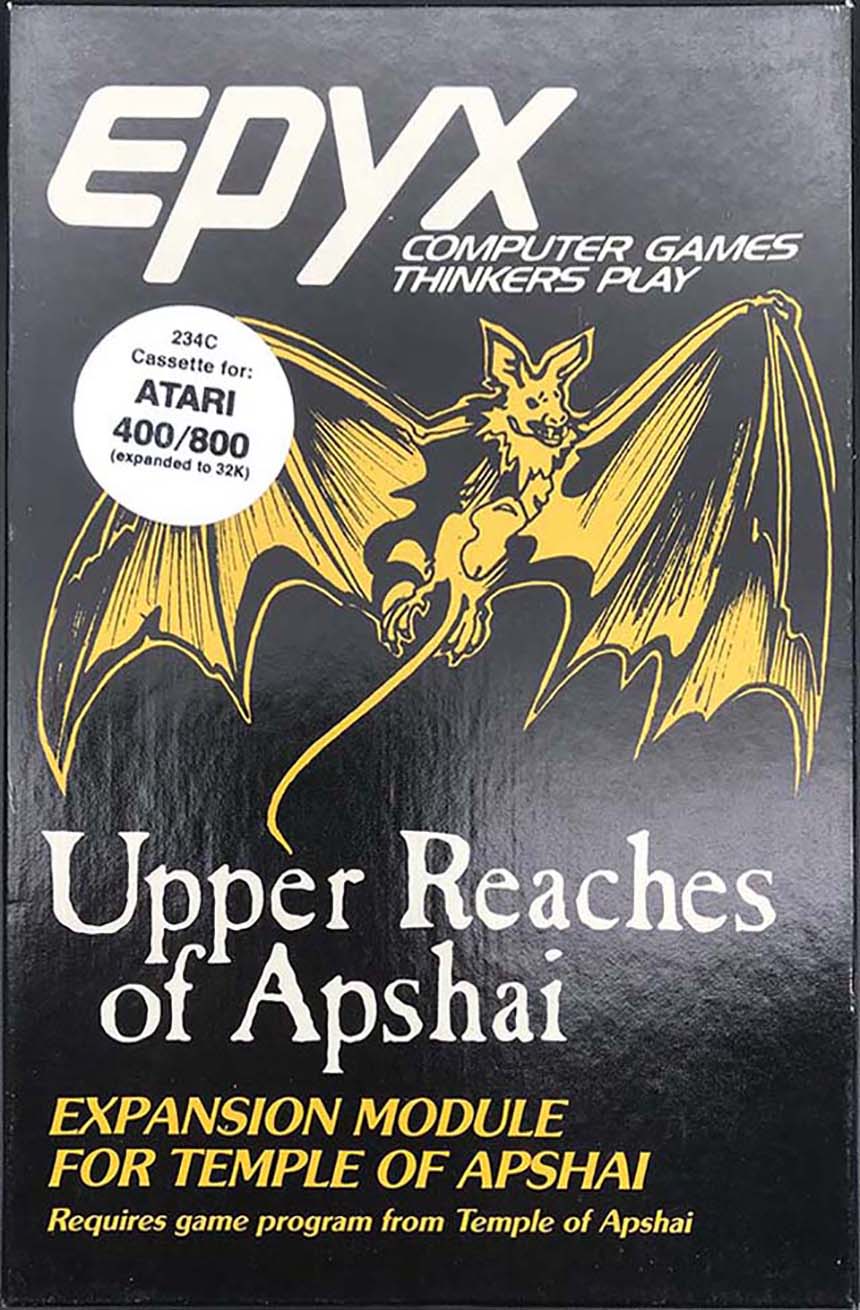 EPYX
COMPUTER GAMES
THINKERS PLAY
234C
Cassette for:
ATARI
400/800
(expanded to 32K)
Upper Reaches
of Apshai
EXPANSION MODULE
FOR TEMPLE OF APSHAI
Requires game program from Temple of Apshai